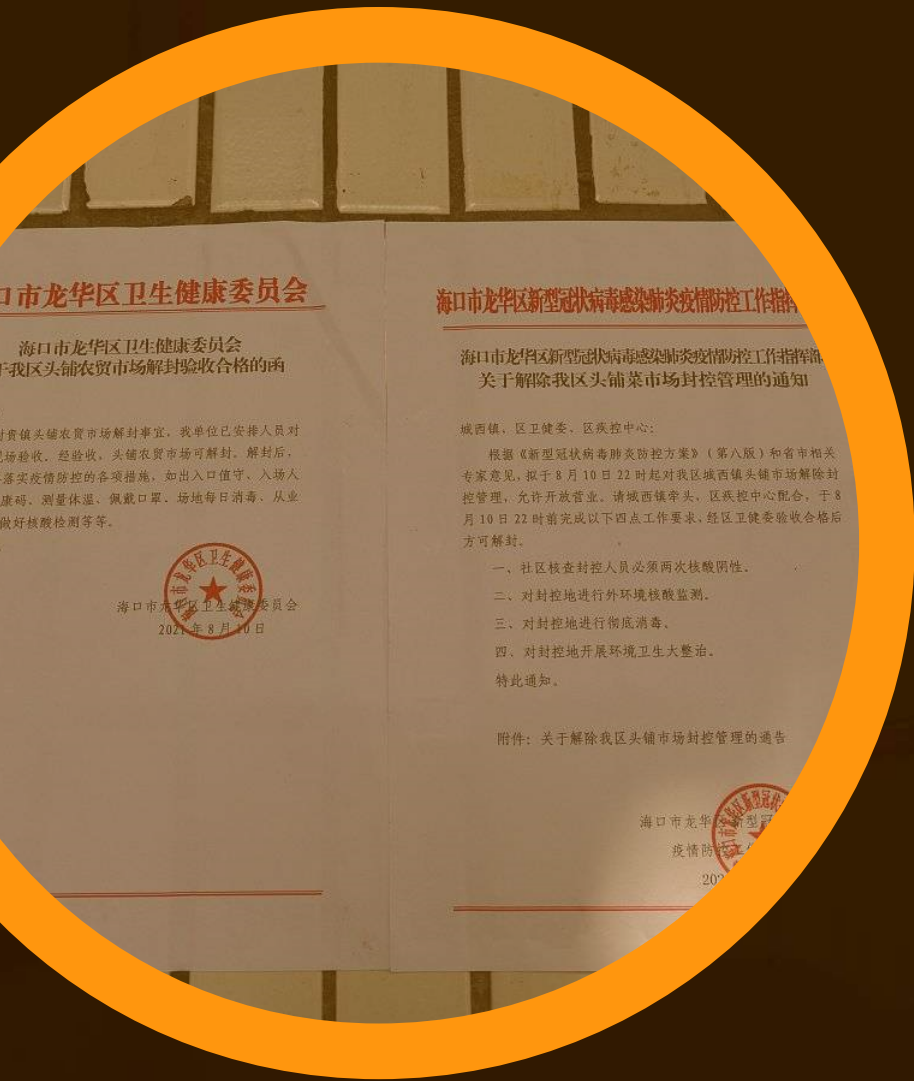 口市龙华区卫生健康委员会
海口市龙华区卫生健康委员会
于我区头铺农贸市场解封验收合格的函
贵镇头铺农贸市场解封事宜，我单位已安排人员对
场验收。经验收，头铺农贸市场可解封。解封后，
落实疫情防控的各项措施，如出入口值守、入场人
康码、测量体温、佩戴口罩、场地每日消毒、从业
做好核酸检测等等。
海口市龙华区卫生健康委员会
2021年8月10日
海口市龙华区新型冠状病毒感染肺炎疫情防控工作指挥
海口市龙华区新型冠状病毒感染肺炎疫情防控工作指挥部
关于解除我区头铺菜市场封控管理的通知
城西镇、区卫健委、区疾控中心：
根据《新型冠状病毒肺炎防控方案》（第八版）和省市相关
专家意见，拟于8月10日22时起对我区城西镇头铺市场解除封
控管理，允许开放营业。请城西镇牵头，区疾控中心配合，于8
月10日22时前完成以下四点工作要求，经区卫健委验收合格后
方可解封。
一、社区核查封控人员必须两次核酸阴性。
二、对封控地进行外环境核酸监测。
三、对封控地进行彻底消毒。
四、对封控地开展环境卫生大整治。
特此通知。
附件：关于解除我区头铺市场封控管理的通告
海口市龙华区新型冠
疫情防控工作
202